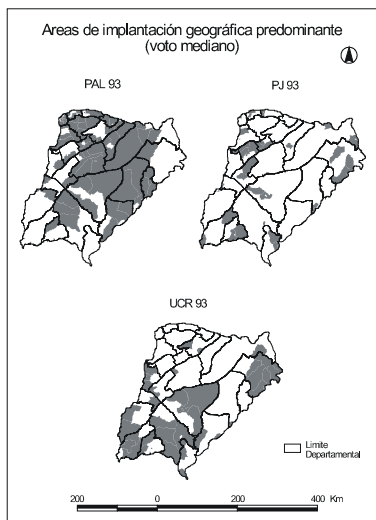 Areas de implantación geográfica predominante
(voto mediano)
PAL 93
PJ 93
UCR 93
Limite
Departamental
200 0 200 400 Km